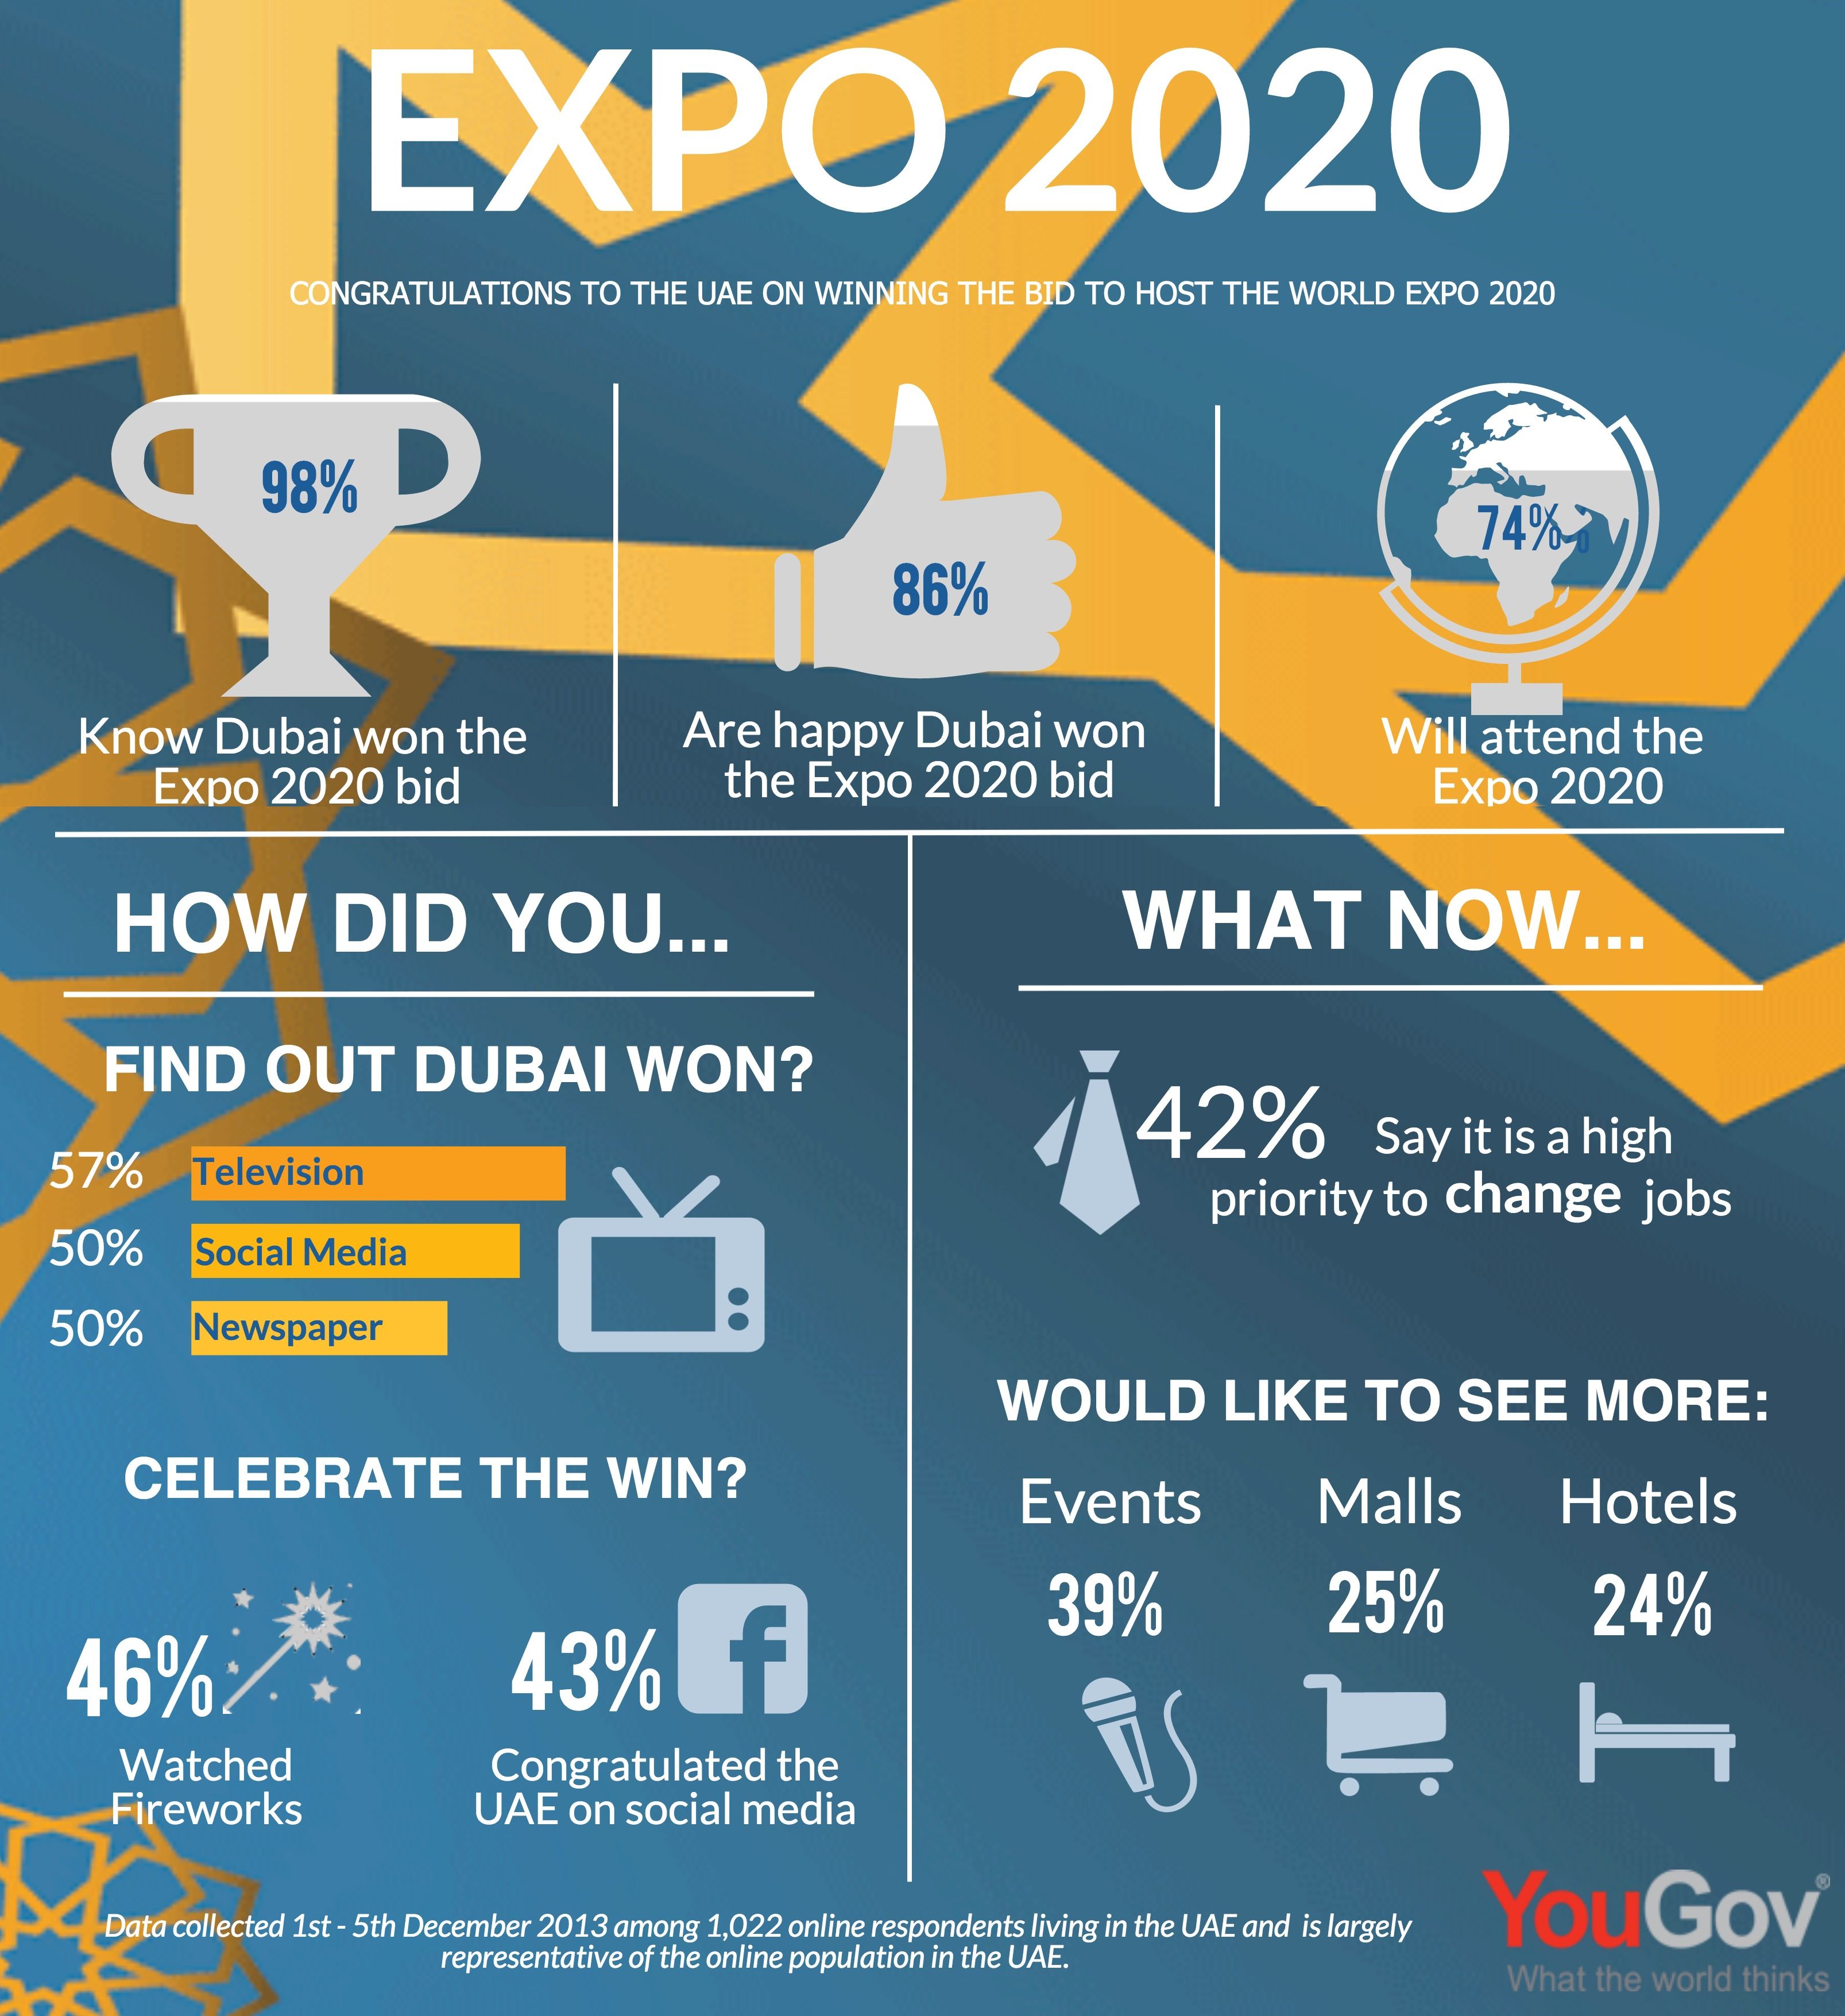 EXPO 2020
CONGRATULATIONS TO THE UAE ON WINNING THE BID TO HOST THE WORLD EXPO 2020
98%
Know Dubai won the
Expo 2020 bid
86%
Are happy Dubai won
the Expo 2020 bid
74%
Will attend the
Expo 2020
HOW DID YOU...
FIND OUT DUBAI WON?
57% Television
50% Social Media
50% Newspaper
CELEBRATE THE WIN?
46%
Watched
Fireworks
43%
Congratulated the
UAE on social media
WHAT NOW...
42% Say it is a high
priority to change jobs
WOULD LIKE TO SEE MORE:
Events Malls Hotels
39% 25% 24%
Data collected 1st - 5th December 2013 among 1,022 online respondents living in the UAE and is largely
representative of the online population in the UAE.
YouGov®
What the world thinks